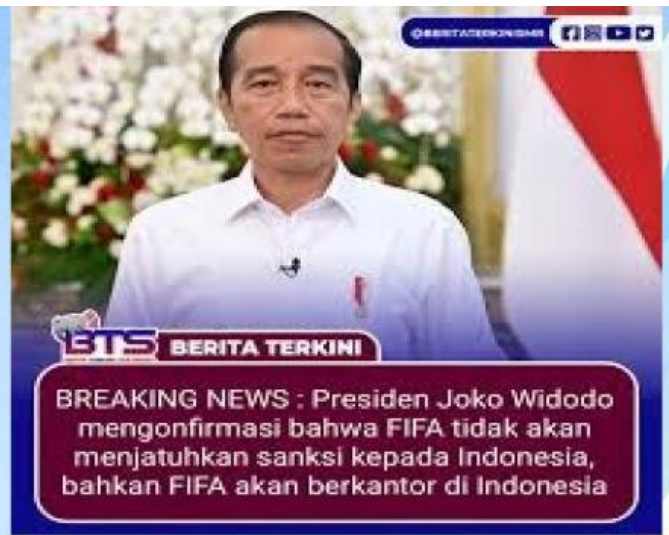 BTS BERITA TERKINI
BREAKING NEWS : Presiden Joko Widodo
mengonfirmasi bahwa FIFA tidak akan
menjatuhkan sanksi kepada Indonesia,
bahkan FIFA akan berkantor di Indonesia